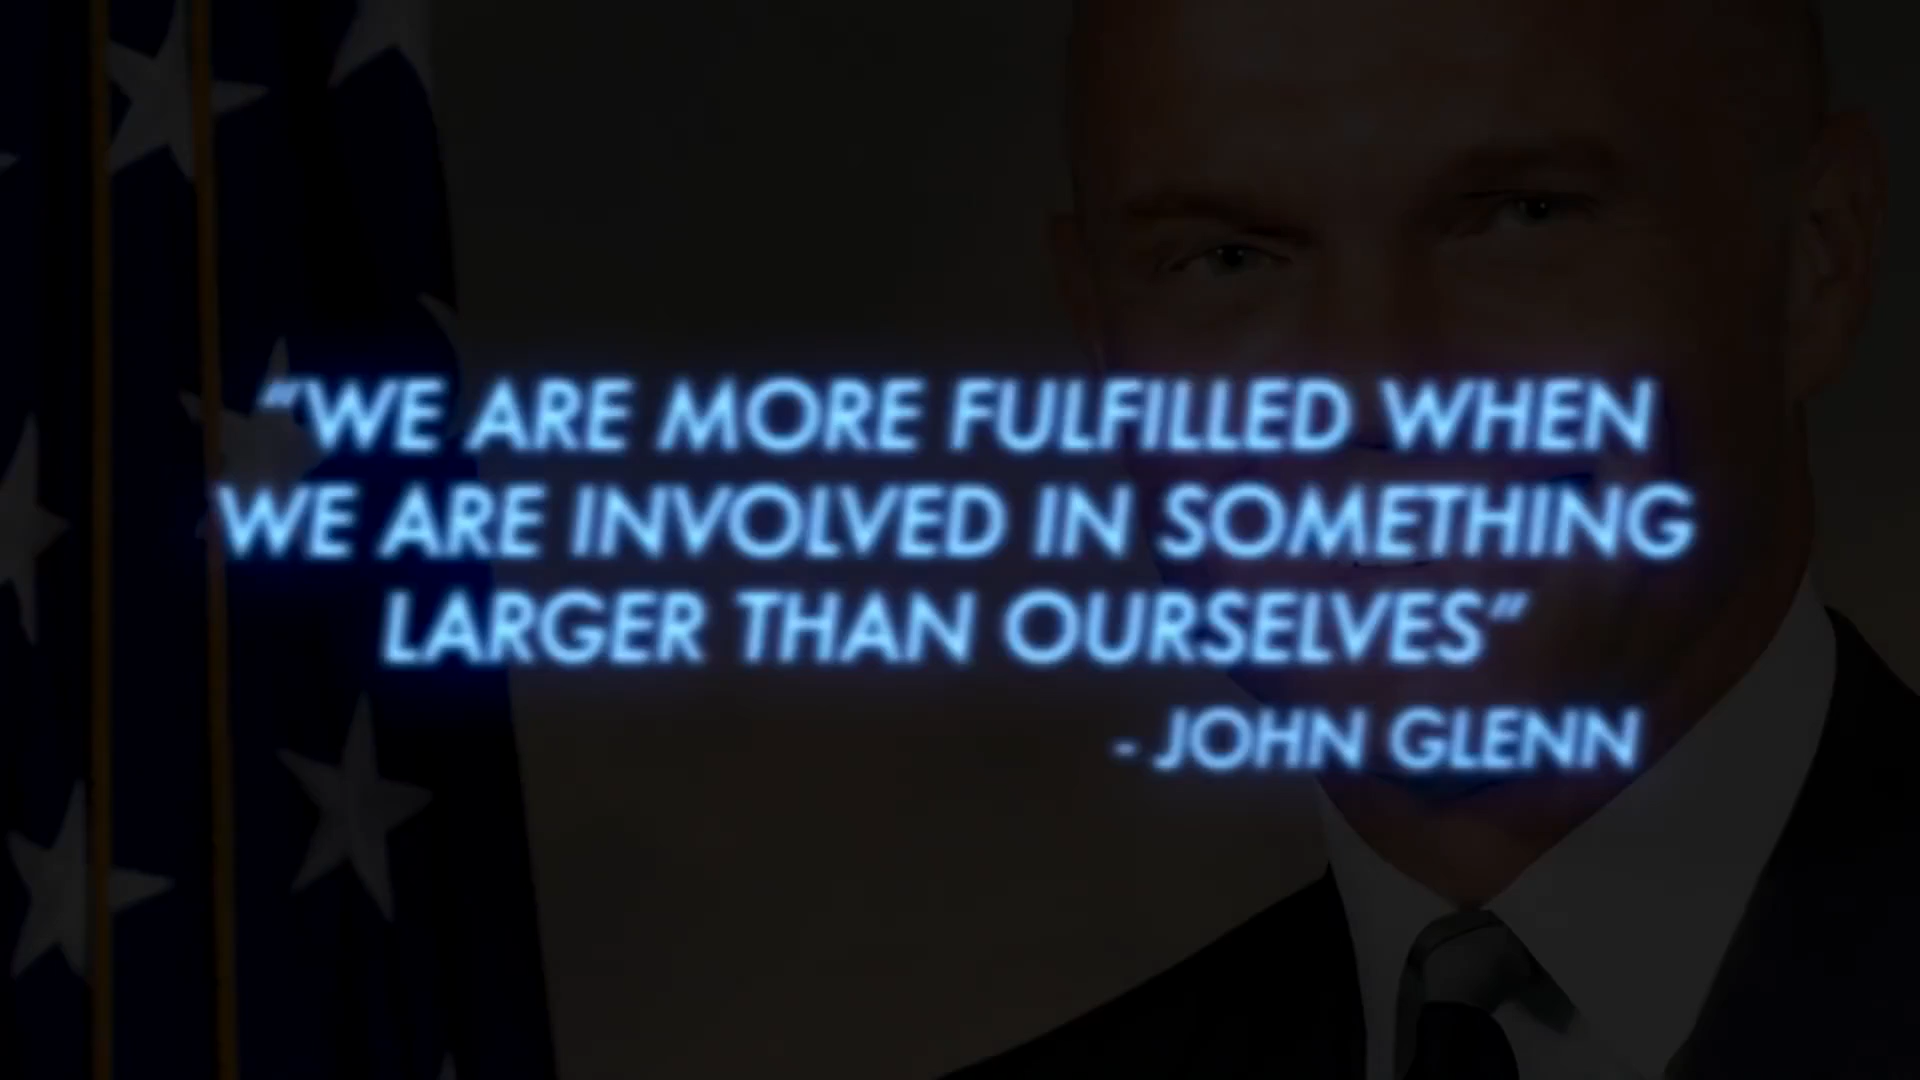 “WE ARE MORE FULFILLED WHEN
WE ARE INVOLVED IN SOMETHING
LARGER THAN OURSELVES”
- JOHN GLENN